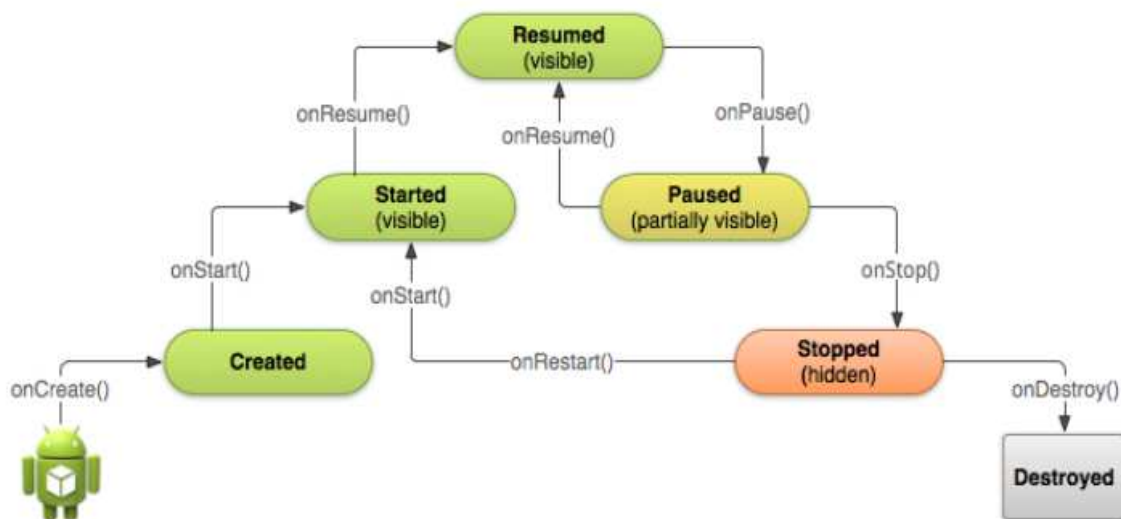 Resumed
(visible)
onResume()
onResume()
onPause()
Started
(visible)
Paused
(partially visible)
onStart()
onStart()
onStop()
Created
onRestart()
Stopped
(hidden)
onCreate()
onDestroy()
Destroyed